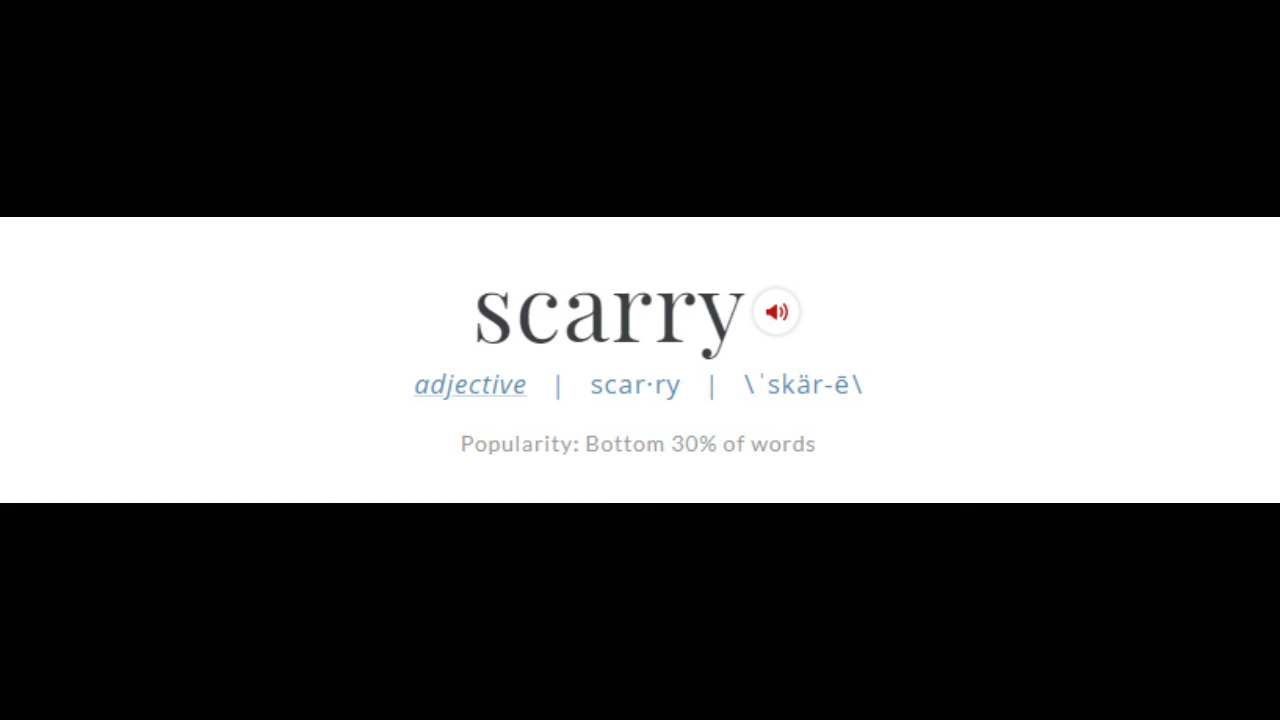 scarry
adjective | scar·ry | \ˈskär-ē\
Popularity: Bottom 30% of words